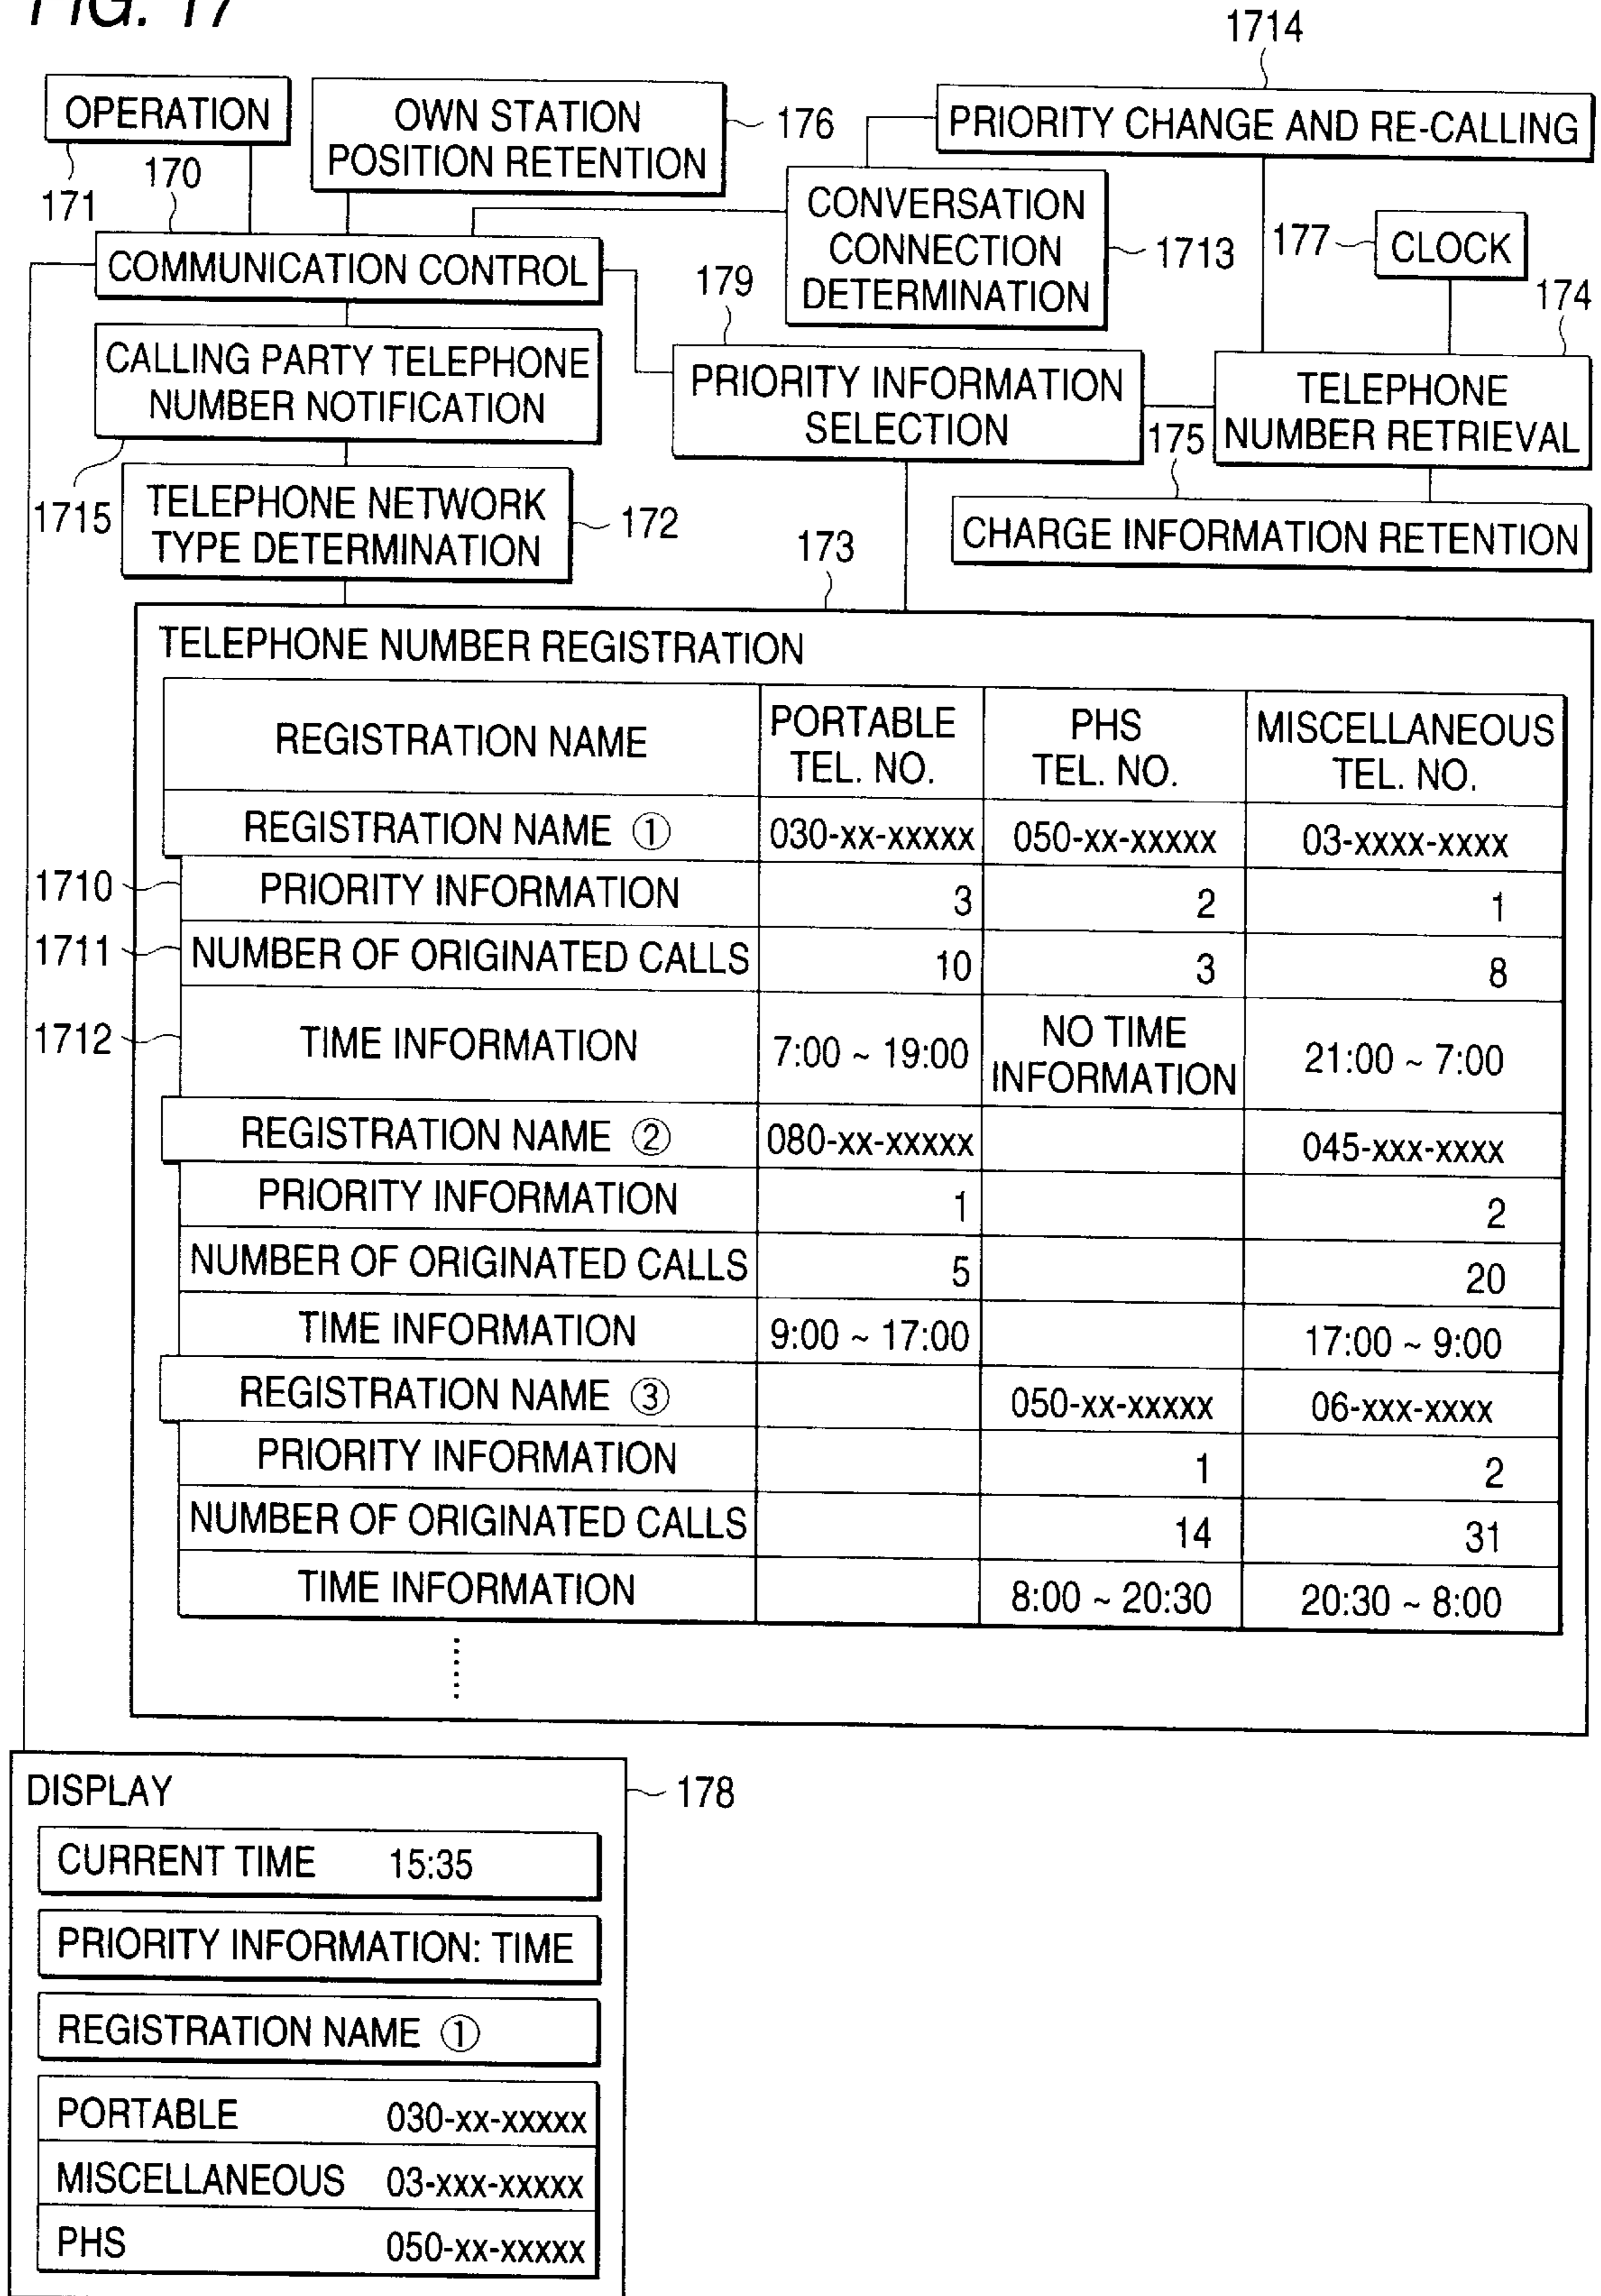 FIG. 17
1714
OPERATION
OWN STATION
POSITION RETENTION
176
PRIORITY CHANGE AND RE-CALLING
171
170
CONVERSATION
CONNECTION
DETERMINATION
1713
177
CLOCK
COMMUNICATION CONTROL
179
174
CALLING PARTY TELEPHONE
NUMBER NOTIFICATION
PRIORITY INFORMATION
SELECTION
TELEPHONE
NUMBER RETRIEVAL
175
1715
TELEPHONE NETWORK
TYPE DETERMINATION
172
CHARGE INFORMATION RETENTION
173
TELEPHONE NUMBER REGISTRATION
REGISTRATION NAME
PORTABLE
TEL. NO.
PHS
TEL. NO.
MISCELLANEOUS
TEL. NO.
REGISTRATION NAME ① 030-xx-xxxxx 050-xx-xxxxx 03-xxxx-xxxx
1710 PRIORITY INFORMATION 3 2 1
1711 NUMBER OF ORIGINATED CALLS 10 3 8
1712 TIME INFORMATION 7:00 ~ 19:00 NO TIME
INFORMATION 21:00 ~ 7:00
REGISTRATION NAME ② 080-xx-xxxxx 045-xxx-xxxx
PRIORITY INFORMATION 1 2
NUMBER OF ORIGINATED CALLS 5 20
TIME INFORMATION 9:00 ~ 17:00 17:00 ~ 9:00
REGISTRATION NAME ③ 050-xx-xxxxx 06-xxx-xxxx
PRIORITY INFORMATION 1 2
NUMBER OF ORIGINATED CALLS 14 31
TIME INFORMATION 8:00 ~ 20:30 20:30 ~ 8:00
......
DISPLAY
178
CURRENT TIME 15:35
PRIORITY INFORMATION: TIME
REGISTRATION NAME ①
PORTABLE 030-xx-xxxxx
MISCELLANEOUS 03-xxx-xxxxx
PHS 050-xx-xxxxx